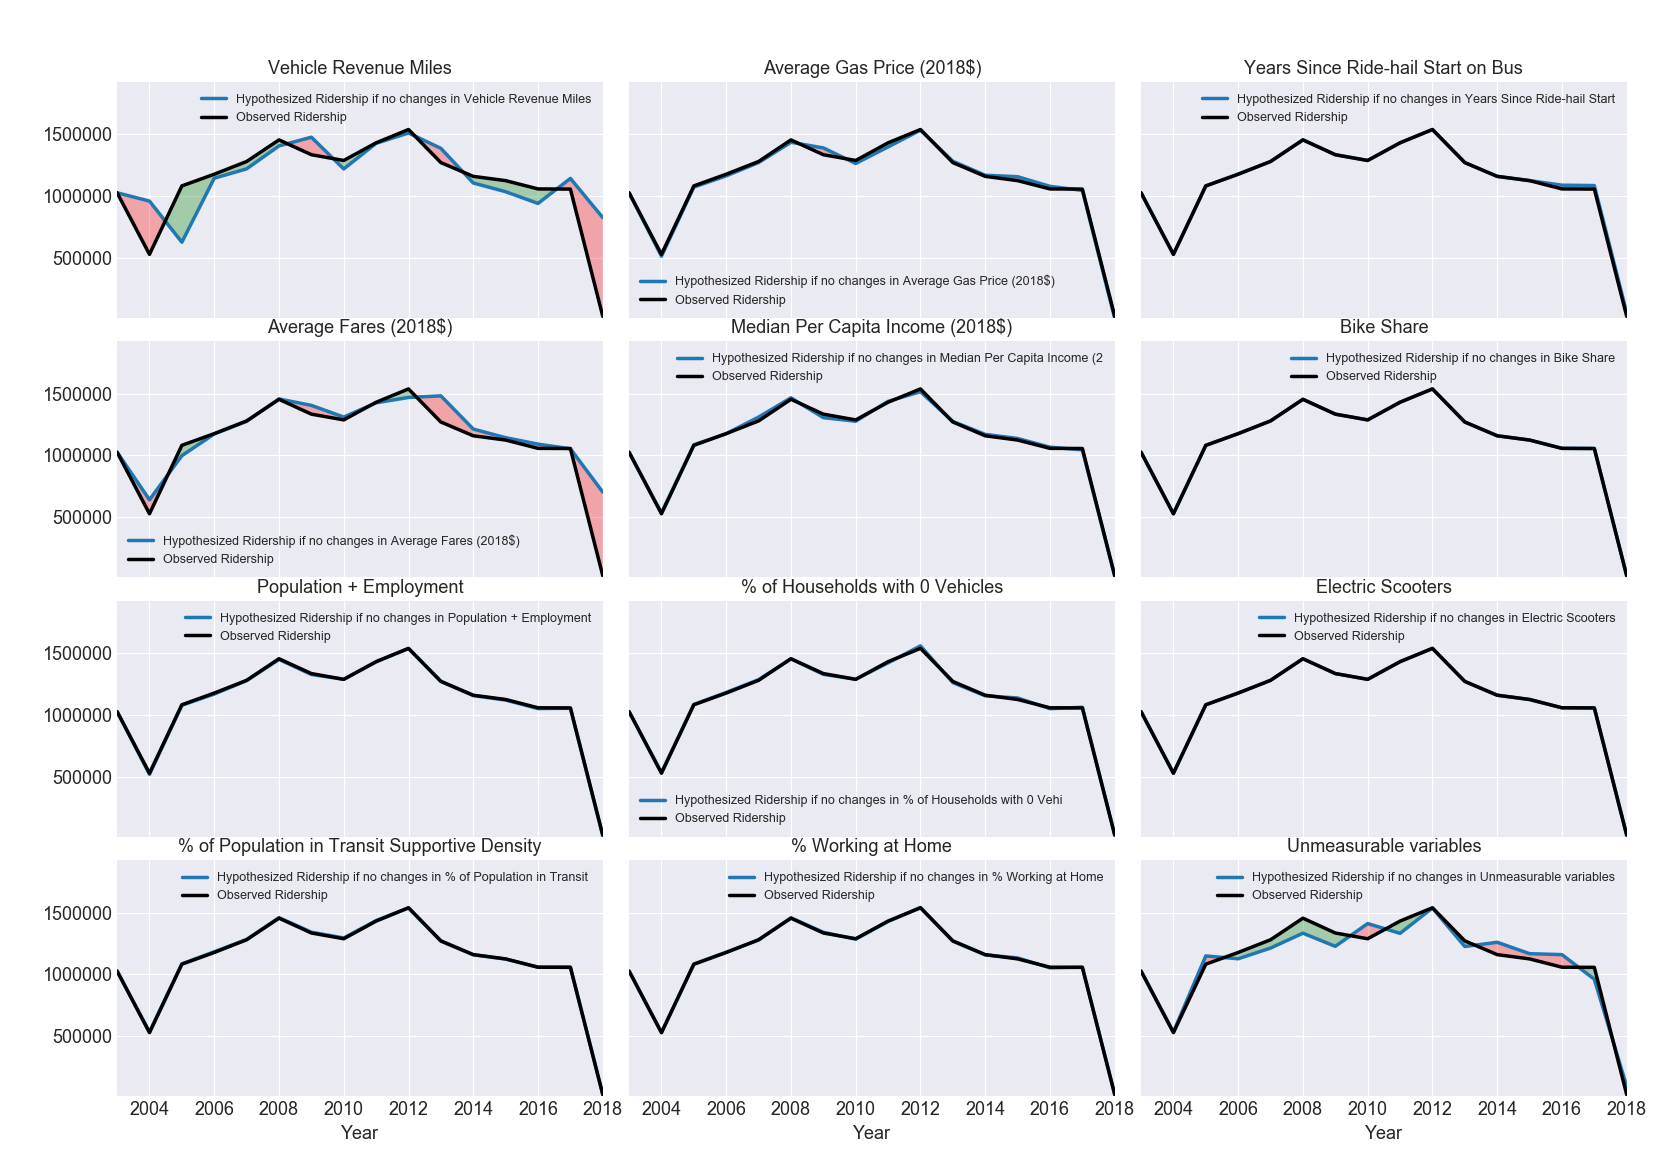 Vehicle Revenue Miles
Average Gas Price (2018$)
Years Since Ride-hail Start on Bus
Hypothesized Ridership if no changes in Vehicle Revenue Miles
Observed Ridership
1500000
1000000
500000
Hypothesized Ridership if no changes in Average Gas Price (2018$)
Observed Ridership
Hypothesized Ridership if no changes in Years Since Ride-hail Start
Observed Ridership
Average Fares (2018$)
Median Per Capita Income (2018$)
Bike Share
1500000
1000000
500000
Hypothesized Ridership if no changes in Average Fares (2018$)
Observed Ridership
Hypothesized Ridership if no changes in Median Per Capita Income (2
Observed Ridership
Hypothesized Ridership if no changes in Bike Share
Observed Ridership
Population + Employment
% of Households with 0 Vehicles
Electric Scooters
Hypothesized Ridership if no changes in Population + Employment
Observed Ridership
1500000
1000000
500000
Hypothesized Ridership if no changes in % of Households with 0 Vehi
Observed Ridership
Hypothesized Ridership if no changes in Electric Scooters
Observed Ridership
% of Population in Transit Supportive Density
% Working at Home
Unmeasurable variables
Hypothesized Ridership if no changes in % of Population in Transit
Observed Ridership
1500000
1000000
500000
Hypothesized Ridership if no changes in % Working at Home
Observed Ridership
Hypothesized Ridership if no changes in Unmeasurable variables
Observed Ridership
2004 2006 2008 2010 2012 2014 2016 2018
2004 2006 2008 2010 2012 2014 2016 2018
2004 2006 2008 2010 2012 2014 2016 2018
Year
Year
Year